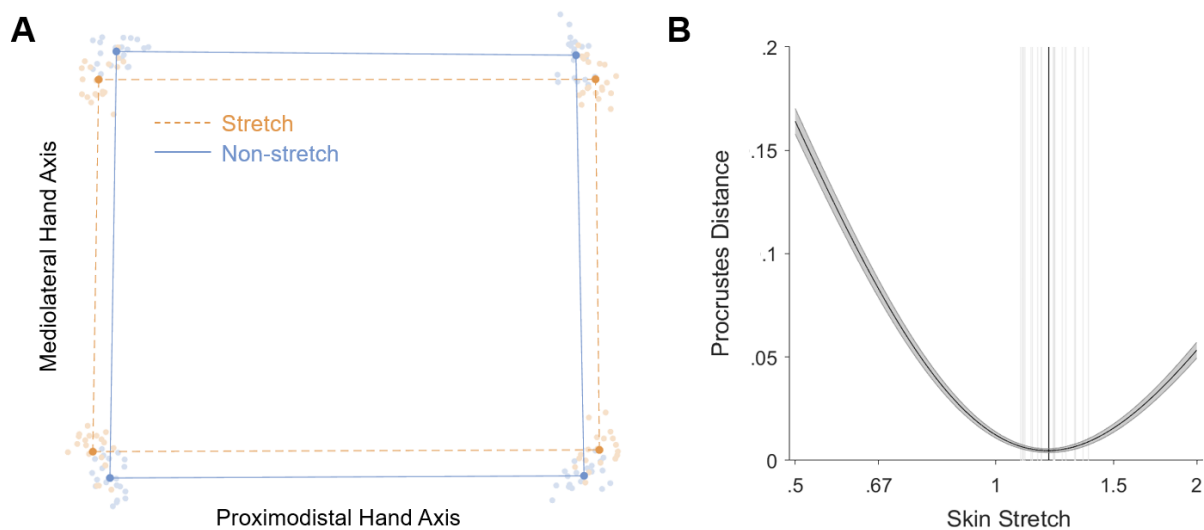 A
Mediolateral Hand Axis
Stretch
Non-stretch
Proximodistal Hand Axis
B
Procrustes Distance
.2
.15
.1
.05
0
.5
.67
1
1.5
2
Skin Stretch